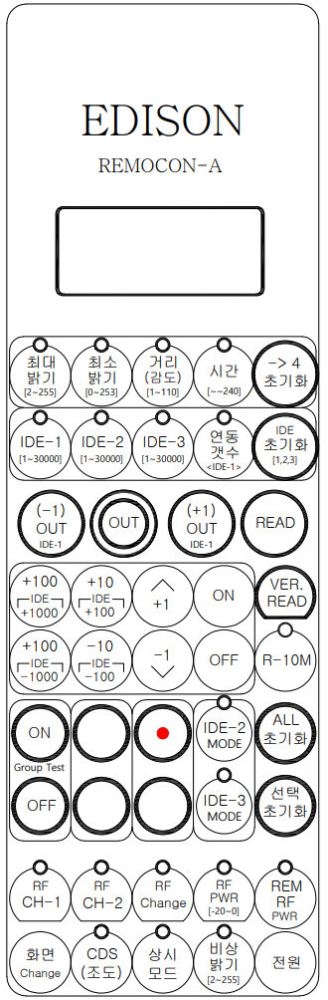 EDISON
REMOCON-A
최대 밝기 [2~255]
최소 밝기 [0~253]
거리 (감도) [1~110]
시간 [~~240]
-> 4 초기화
IDE-1 [1~30000]
IDE-2 [1~30000]
IDE-3 [1~30000]
연동 갯수 <IDE-1>
IDE 초기화 [1,2,3]
(-1) OUT IDE-1
OUT
(+1) OUT IDE-1
READ
+100 IDE +1000
+10 IDE +100
+1
ON
VER. READ
+100 IDE -1000
-10 IDE -100
-1
OFF
R-10M
ON
IDE-2 MODE
ALL 초기화
Group Test
OFF
IDE-3 MODE
선택 초기화
RF CH-1
RF CH-2
RF Change
RF PWR [-20~0]
REM RF PWR
화면 Change
CDS (조도)
상시 모드
비상 밝기 [2~255]
전원